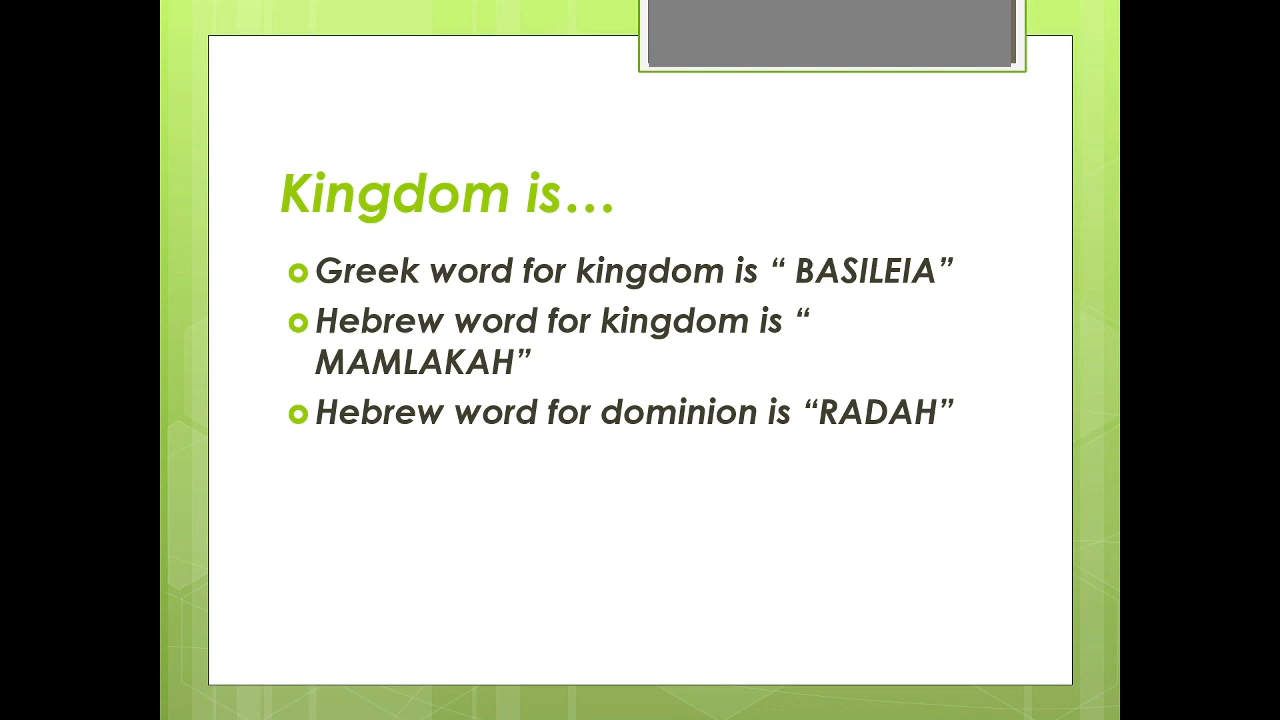 Kingdom is…
Greek word for kingdom is “ BASILEIA”
Hebrew word for kingdom is “
MAMLAKAH”
Hebrew word for dominion is “RADAH”